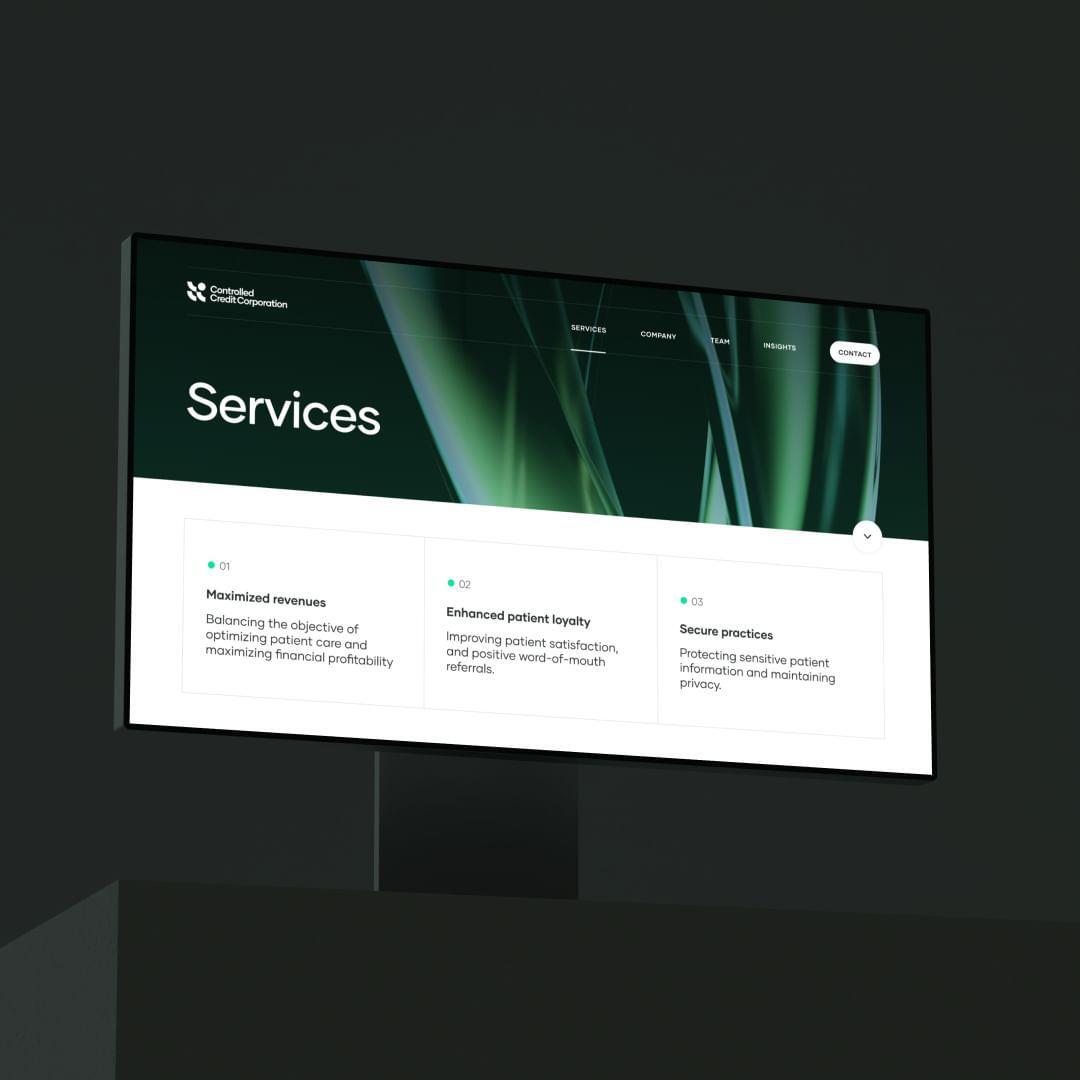 Controlled
Credit Corporation
SERVICES
COMPANY
TEAM
INSIGHTS
CONTACT
Services
01
Maximized revenues
Balancing the objective of
optimizing patient care and
maximizing financial profitability
02
Enhanced patient loyalty
Improving patient satisfaction,
and positive word-of-mouth
referrals.
03
Secure practices
Protecting sensitive patient
information and maintaining
privacy.